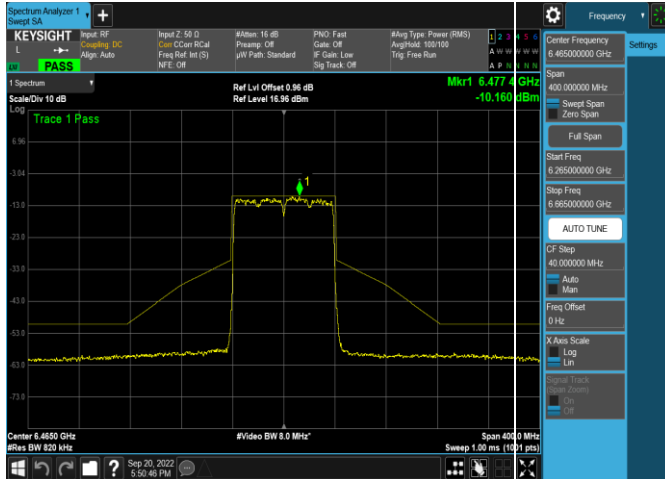 Spectrum Analyzer 1
Swept SA
KEYSIGHT
L
PASS
Input: RF
Coupling: DC
Align: Auto
Input Z: 50 Ω
Corr CCorr RCal
Freq Ref: Int (S)
NFE: Off
#Atten: 16 dB
Preamp: Off
µW Path: Standard
PNO: Fast
Gate: Off
IF Gain: Low
Sig Track: Off
#Avg Type: Power (RMS)
Avg|Hold: 100/100
Trig: Free Run
1 2 3 4 5 6
A W W W W W
A P N N N N
1 Spectrum
Scale/Div 10 dB
Log
Ref Lvl Offset 0.96 dB
Ref Level 16.96 dBm
Mkr1 6.477 4 GHz
-10.160 dBm
Trace 1 Pass
6.96
-3.04
-13.0
-23.0
-33.0
-43.0
-53.0
-63.0
-73.0
1
Center 6.4650 GHz
#Res BW 820 kHz
#Video BW 8.0 MHz*
Span 400.0 MHz
Sweep 1.00 ms (1001 pts)
Sep 20, 2022
5:50:46 PM
Frequency
Settings
Center Frequency
6.465000000 GHz
Span
400.000000 MHz
Swept Span
Zero Span
Full Span
Start Freq
6.265000000 GHz
Stop Freq
6.665000000 GHz
AUTO TUNE
CF Step
40.000000 MHz
Auto
Man
Freq Offset
0 Hz
X Axis Scale
Log
Lin
Signal Track
(Span Zoom)
On
Off